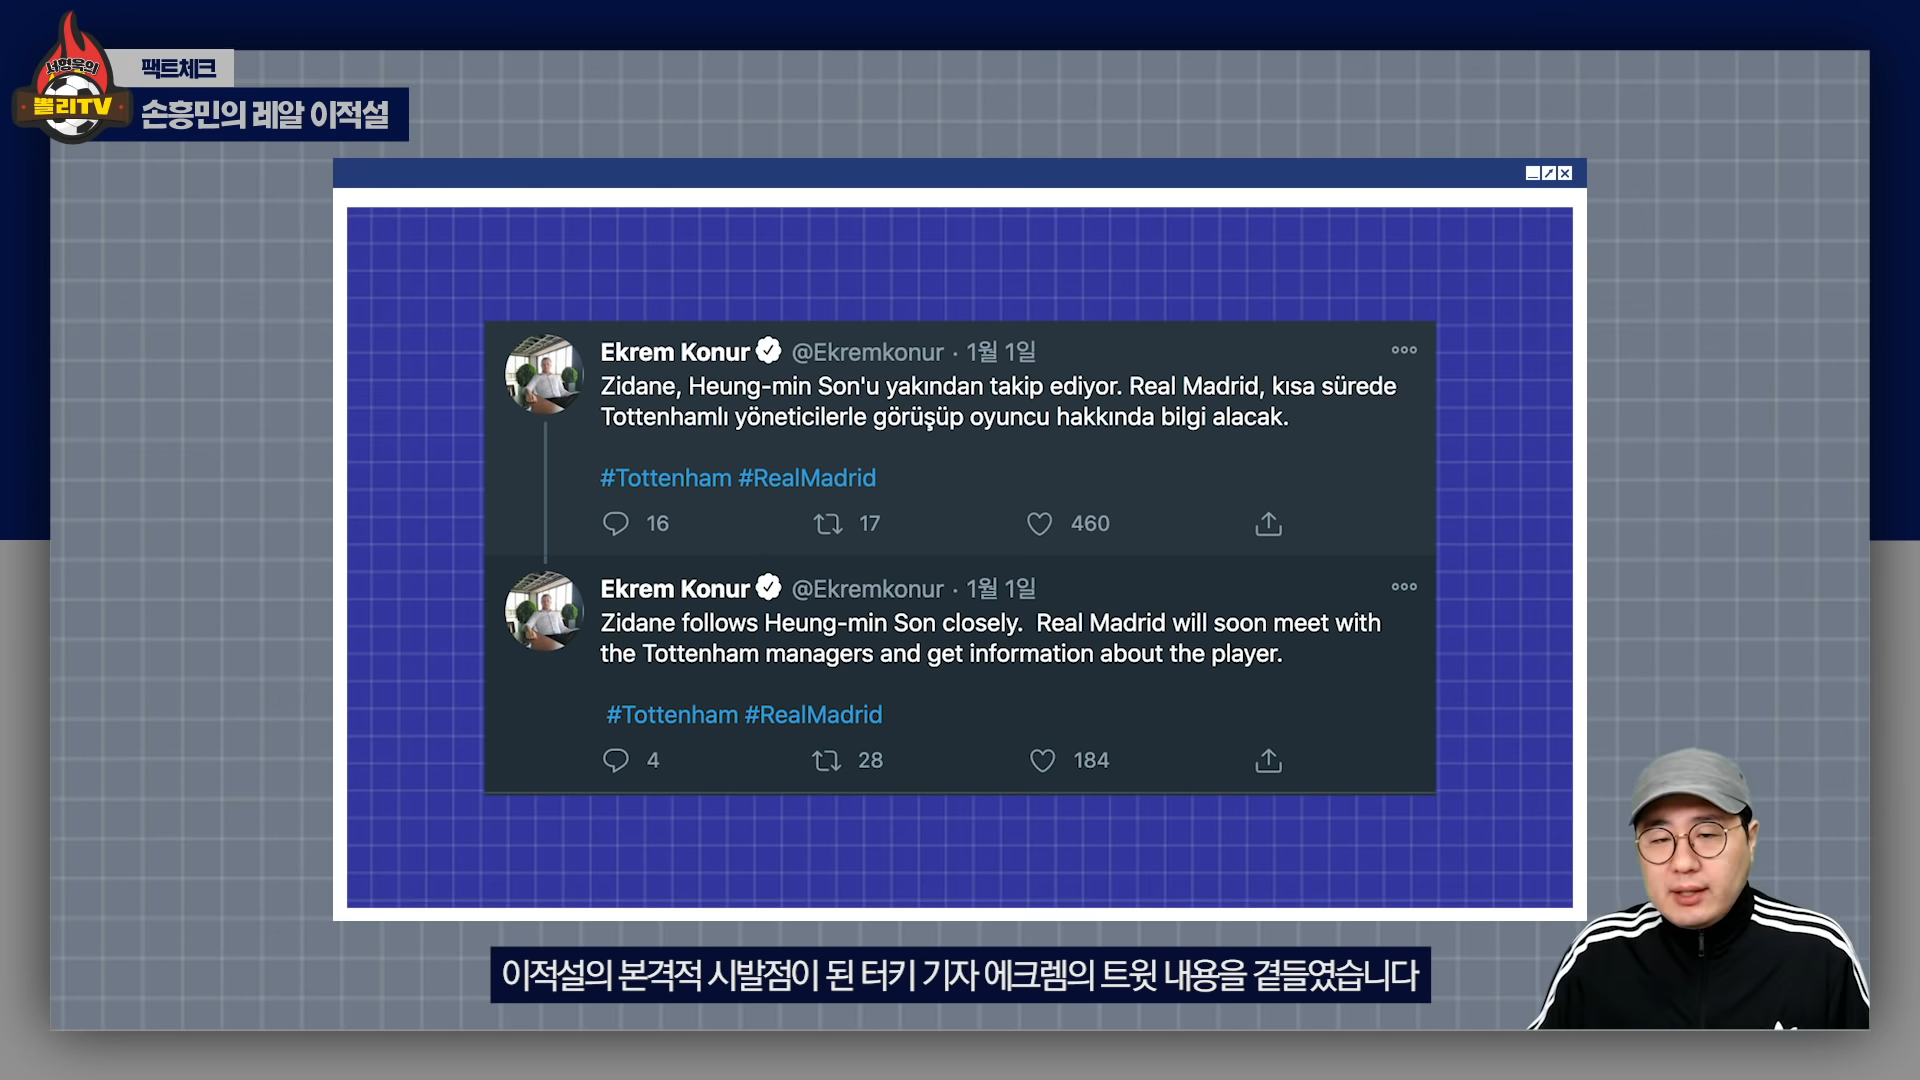 서형욱의
뽈리TV
팩트체크
손흥민의 레알 이적설
Ekrem Konur @Ekremkonur · 1월 1일
Zidane, Heung-min Son'u yakından takip ediyor. Real Madrid, kısa sürede
Tottenhamlı yöneticilerle görüşüp oyuncu hakkında bilgi alacak.
#Tottenham #RealMadrid
16 17 460
Ekrem Konur @Ekremkonur · 1월 1일
Zidane follows Heung-min Son closely.  Real Madrid will soon meet with
the Tottenham managers and get information about the player.
#Tottenham #RealMadrid
4 28 184
이적설의 본격적 시발점이 된 터키 기자 에크렘의 트윗 내용을 곁들였습니다